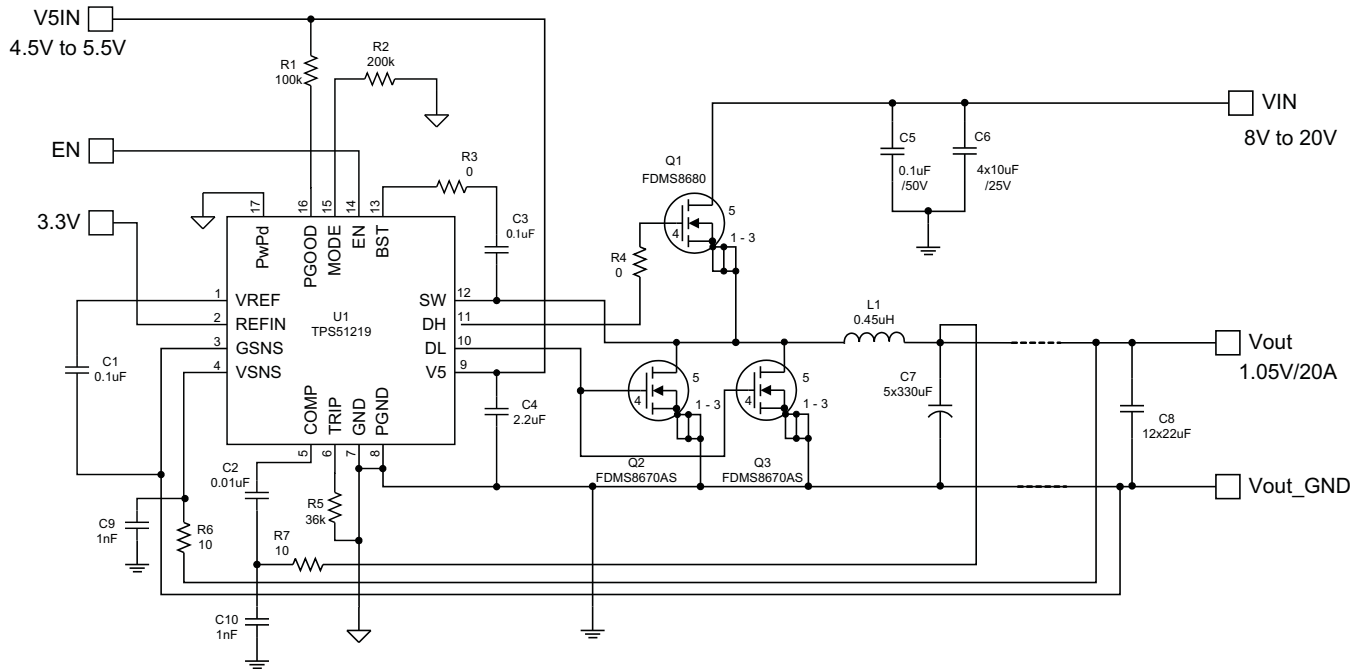 V5IN
4.5V to 5.5V
R1
100k
R2
200k
VIN
8V to 20V
C5
0.1uF
/50V
C6
4x10uF
/25V
EN
R3
0
Q1
FDMS8680
5
4
1 - 3
3.3V
17
16
15
14
13
PwPd
PGOOD
MODE
EN
BST
C3
0.1uF
R4
0
1
VREF
2
REFIN
3
GSNS
4
VSNS
U1
TPS51219
SW
12
DH
11
DL
10
V5
9
L1
0.45uH
Vout
1.05V/20A
C1
0.1uF
5
4
1 - 3
5
4
1 - 3
C7
5x330uF
C4
2.2uF
C8
12x22uF
COMP
TRIP
GND
PGND
5
6
7
8
Q2
FDMS8670AS
Q3
FDMS8670AS
C2
0.01uF
Vout_GND
R5
36k
C9
1nF
R6
10
R7
10
C10
1nF